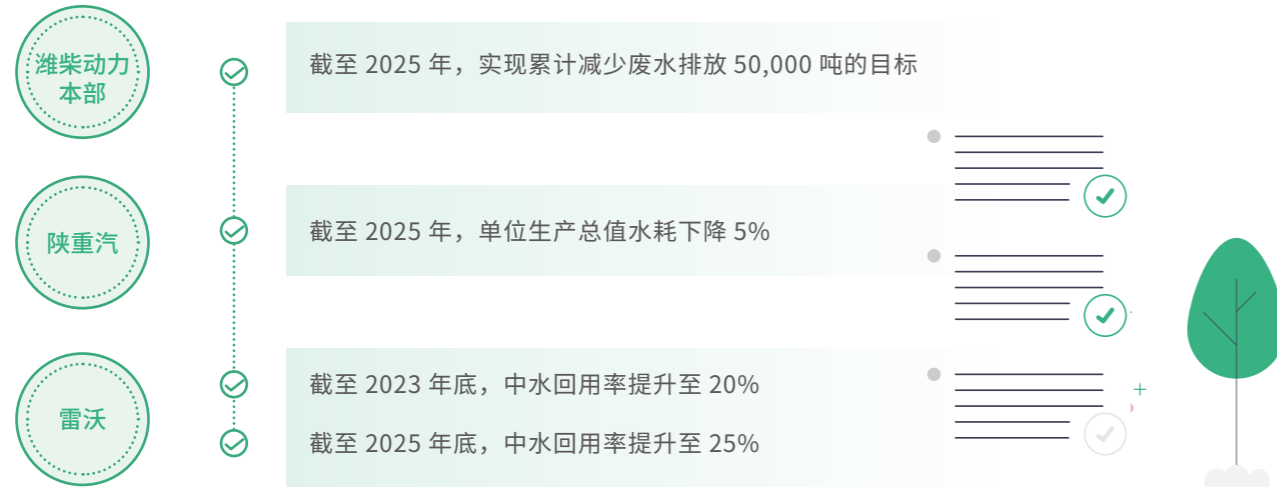 潍柴动力
本部
截至 2025 年，实现累计减少废水排放 50,000 吨的目标
陕重汽
截至 2025 年，单位生产总值水耗下降 5%
雷沃
截至 2023 年底，中水回用率提升至 20%
截至 2025 年底，中水回用率提升至 25%